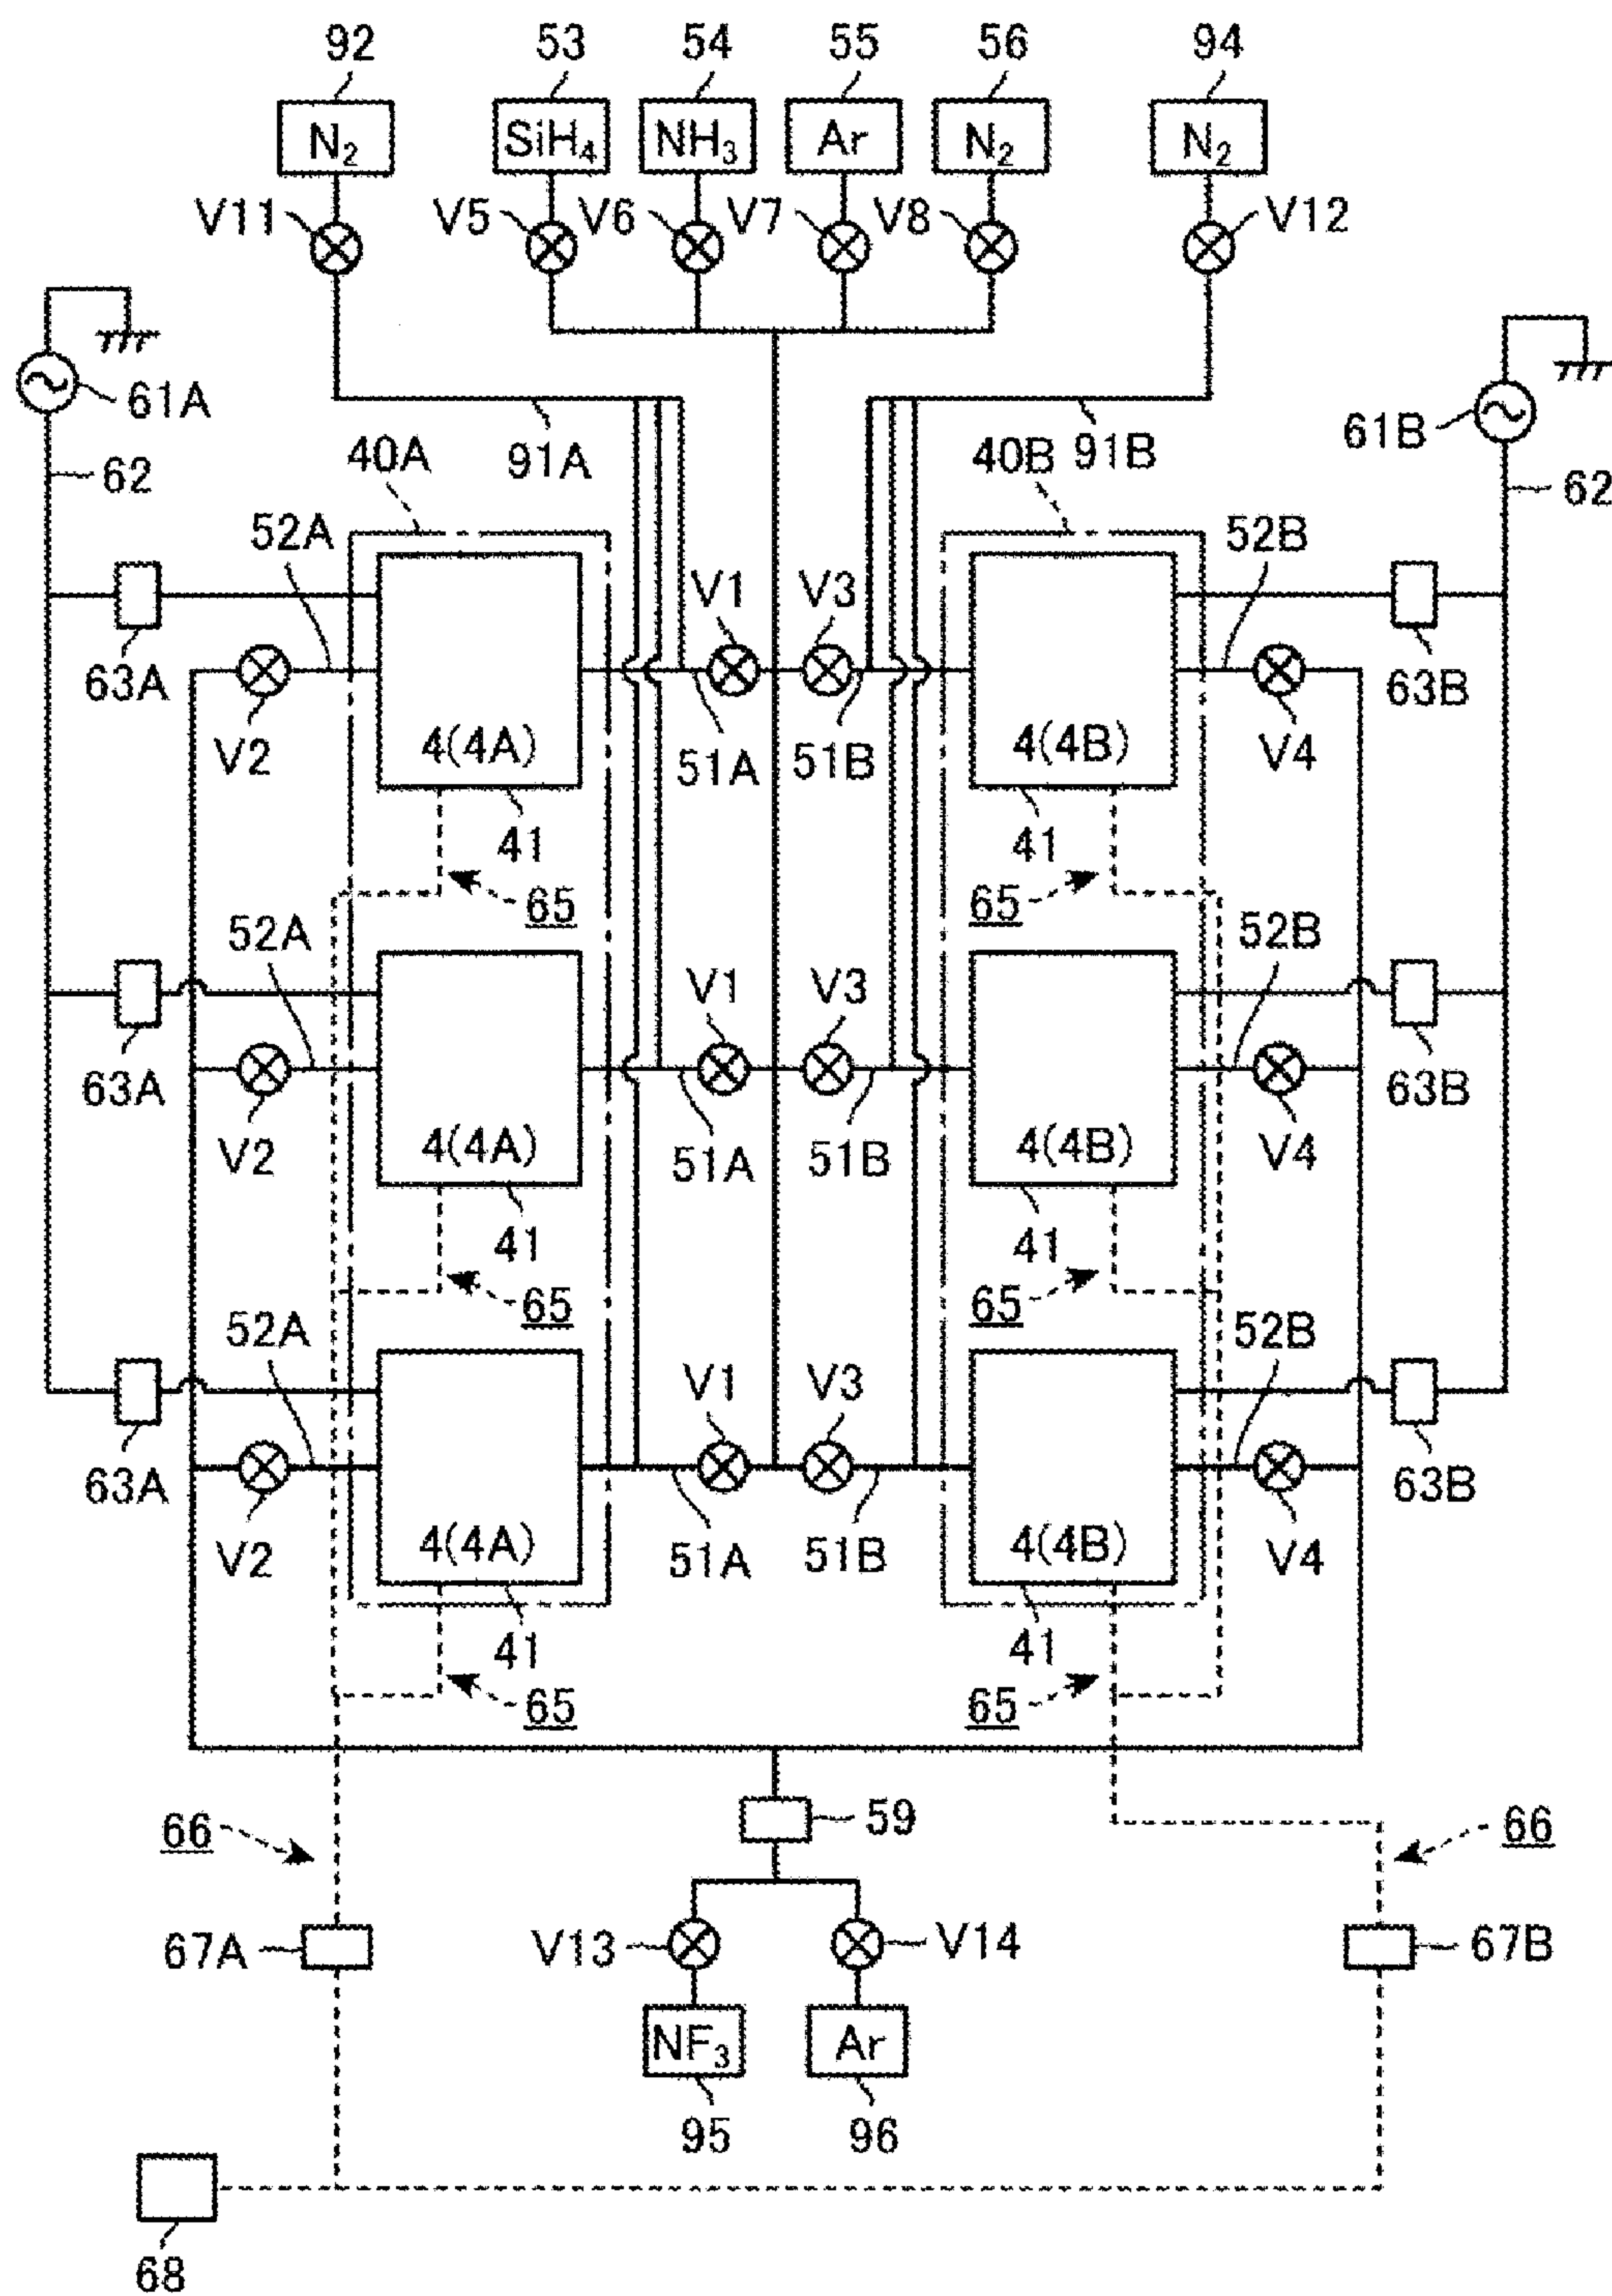 92 53 54 55 56 94
N2 SiH4 NH3 Ar N2 N2
V11 V5 V6 V7 V8 V12
61A 61B
40A 91A 40B 91B
62 62
52A 52B
V1 V3
63A 63B
V2 4(4A) 51A 51B 4(4B) V4
41 41
65 65
52A 52B
V1 V3
63A 63B
V2 4(4A) 51A 51B 4(4B) V4
41 41
65 65
52A 52B
V1 V3
63A 63B
V2 4(4A) 51A 51B 4(4B) V4
41 41
65 65
66 59 66
67A V13 V14 67B
NF3 Ar
95 96
68